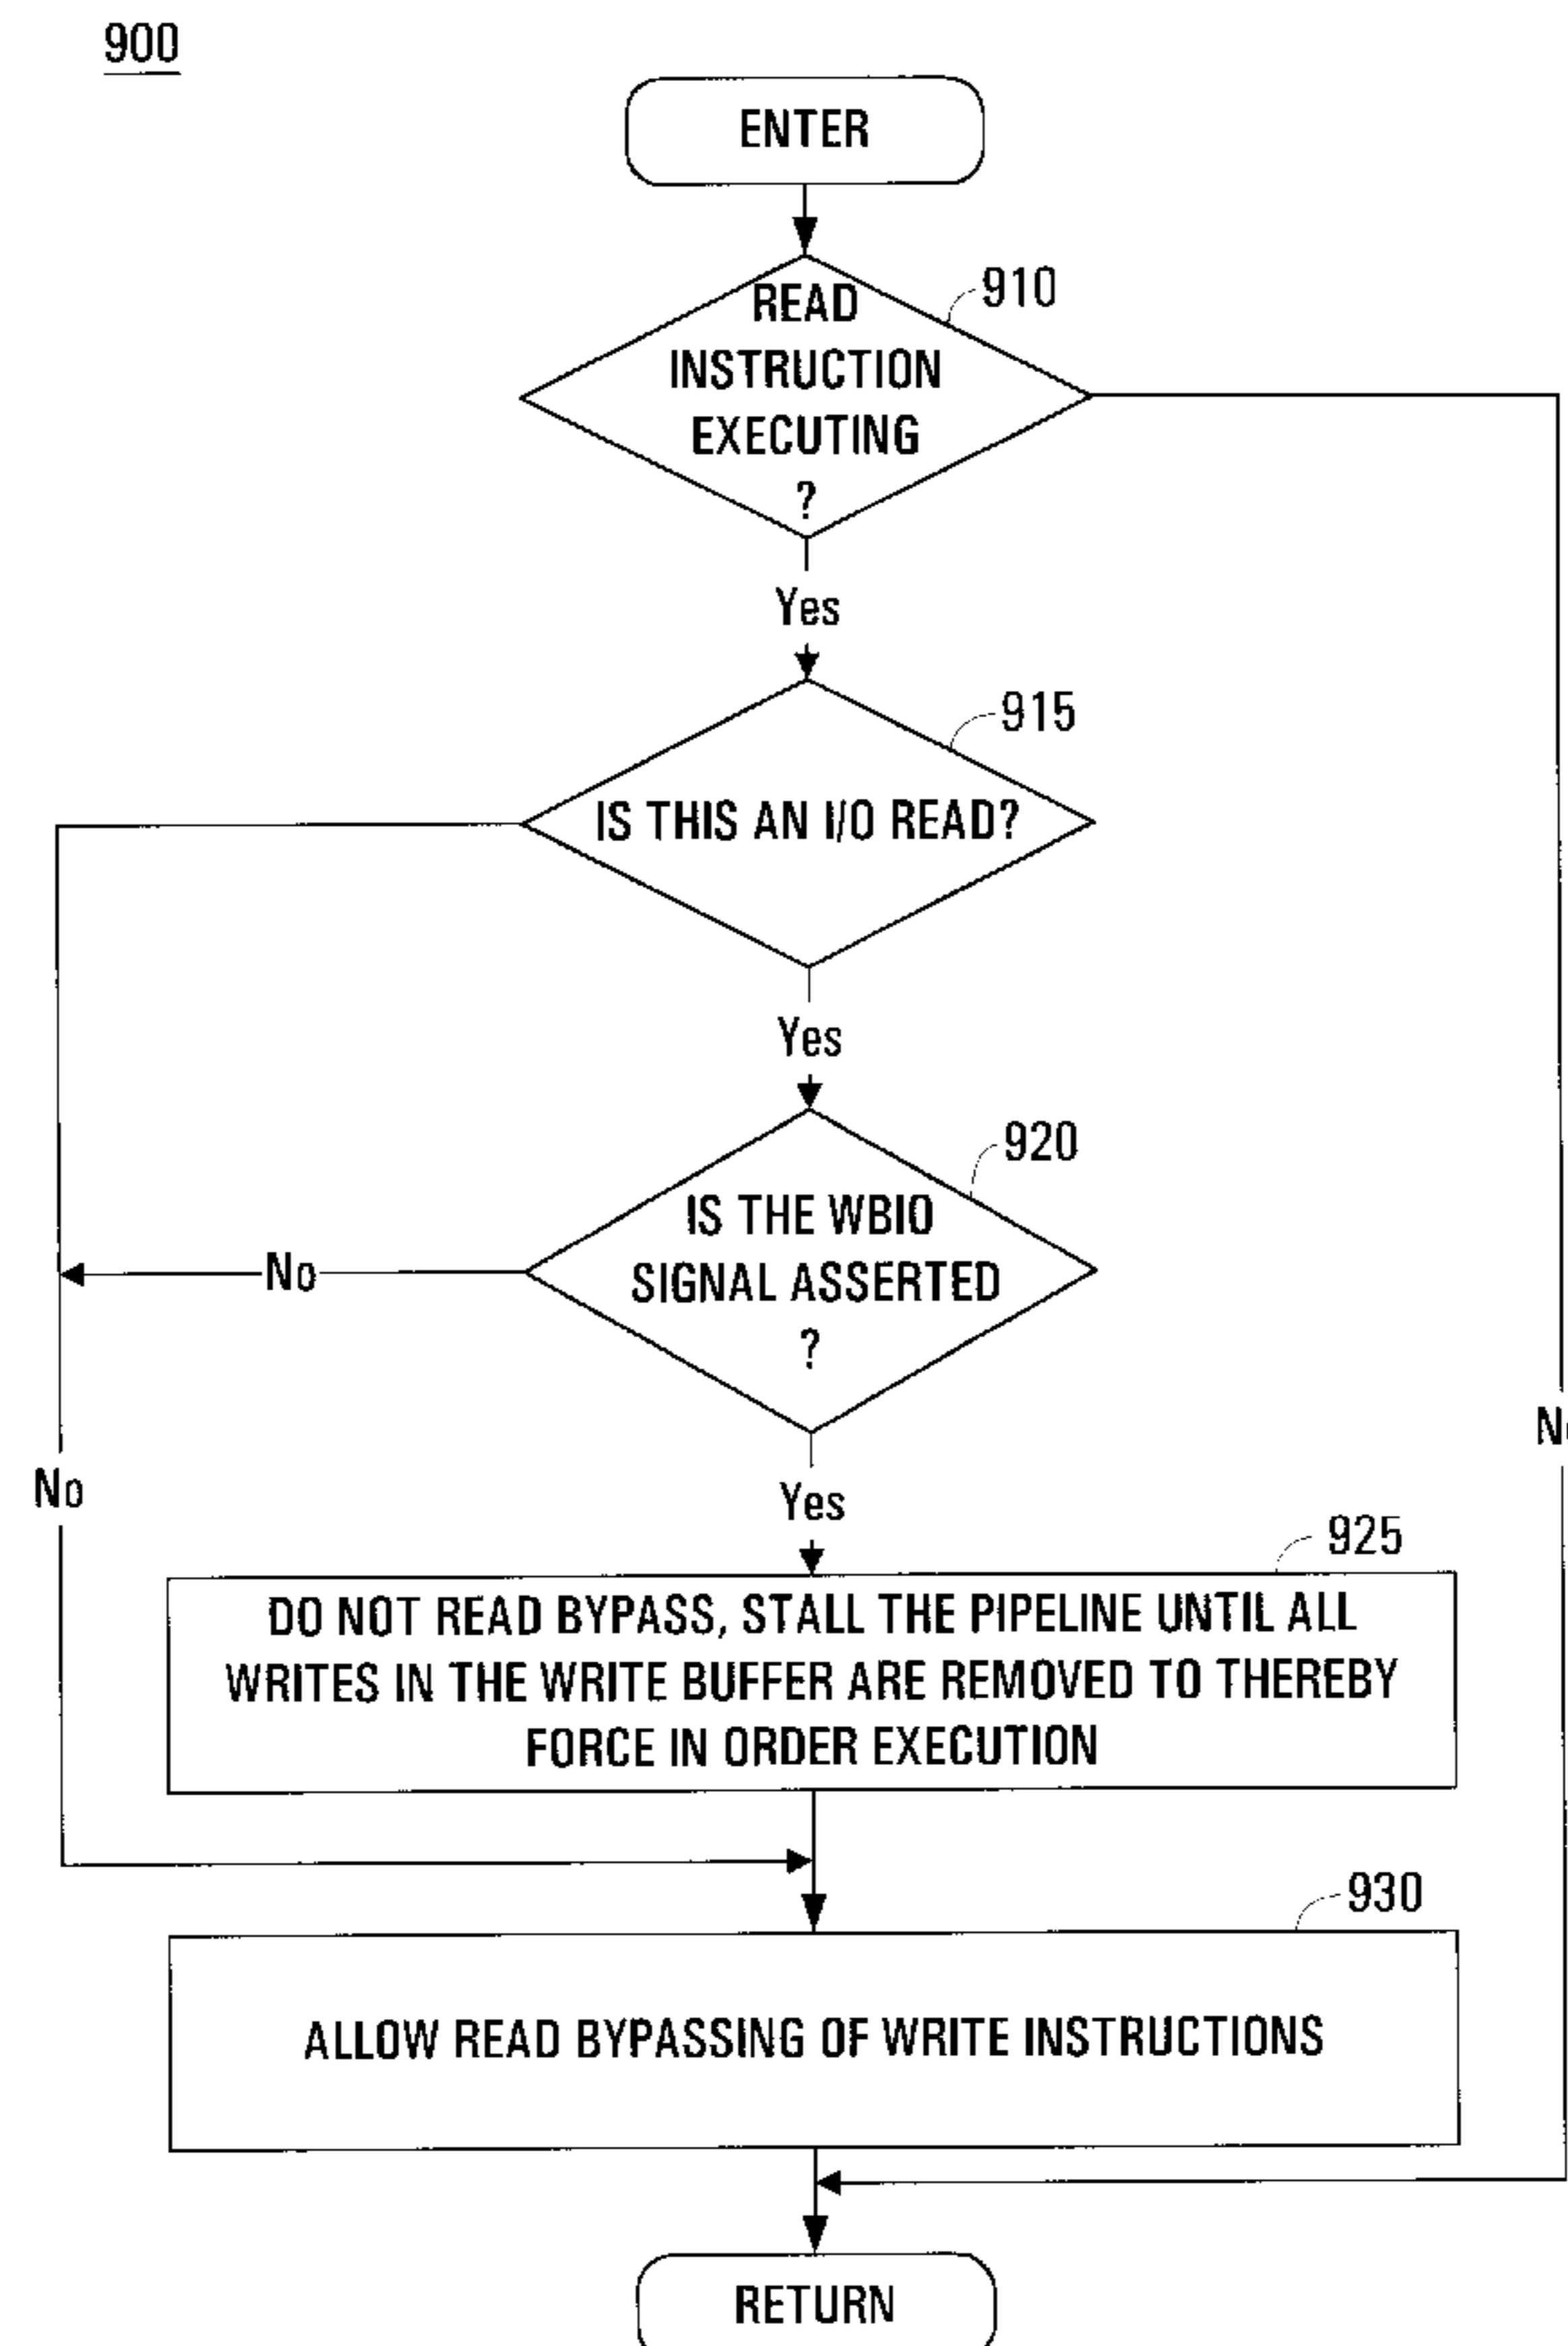 900
ENTER
910
READ
INSTRUCTION
EXECUTING
?
Yes
915
IS THIS AN I/O READ?
Yes
920
IS THE WBIO
SIGNAL ASSERTED
?
No
No
Yes
925
DO NOT READ BYPASS, STALL THE PIPELINE UNTIL ALL
WRITES IN THE WRITE BUFFER ARE REMOVED TO THEREBY
FORCE IN ORDER EXECUTION
930
ALLOW READ BYPASSING OF WRITE INSTRUCTIONS
RETURN